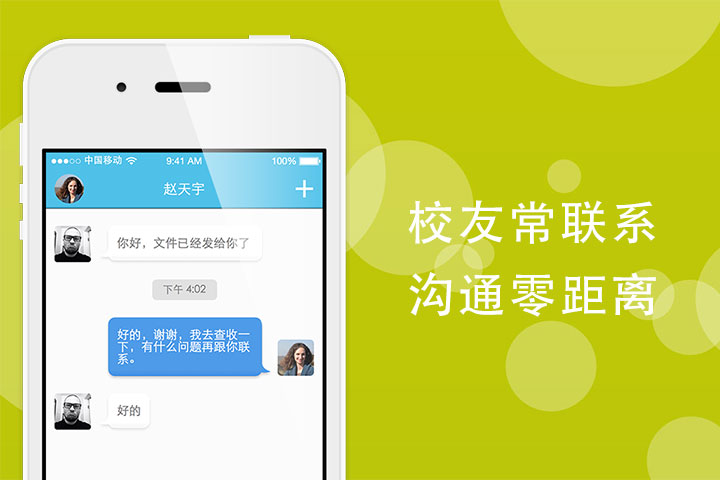 中国移动 9:41 AM 100%
赵天宇
你好，文件已经发给你了
下午 4:02
好的，谢谢，我去查收一
下，有什么问题再跟你联
系。
好的
校友常联系
沟通零距离